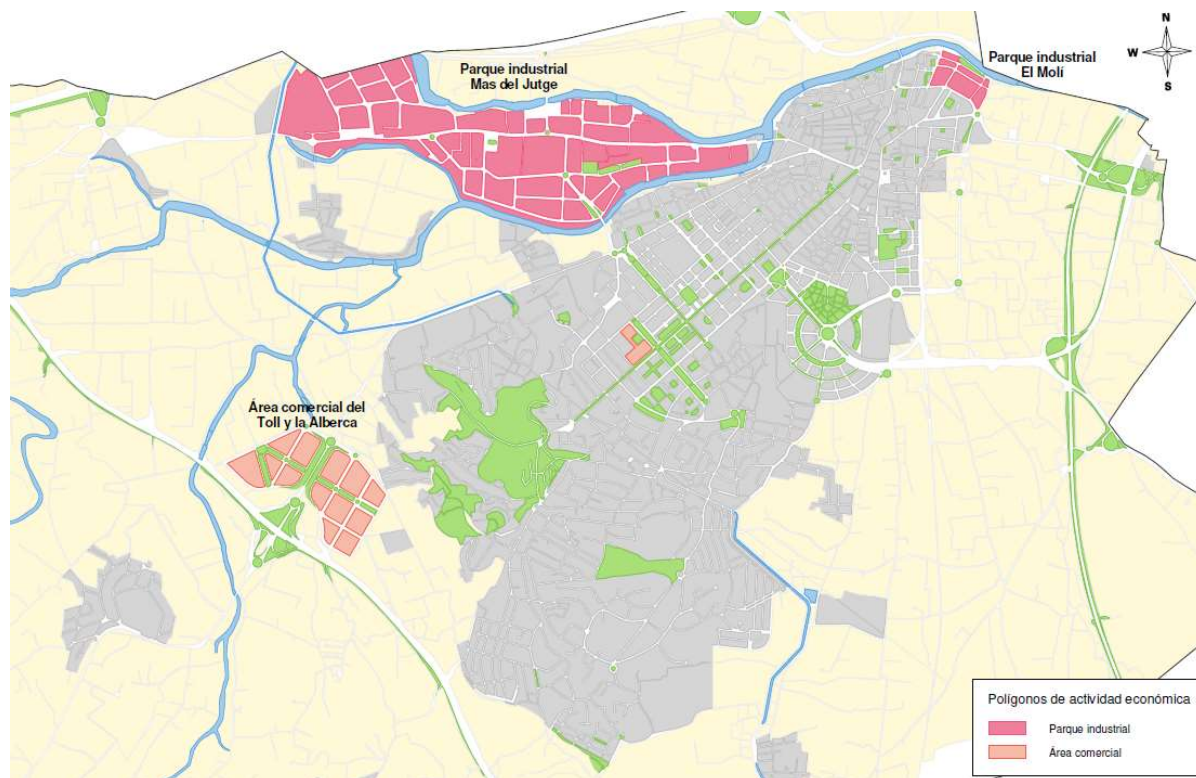 N
W
E
S
Parque industrial
Mas del Jutge
Parque industrial
El Molí
Área comercial del
Toll y la Alberca
Polígonos de actividad económica
Parque industrial
Área comercial